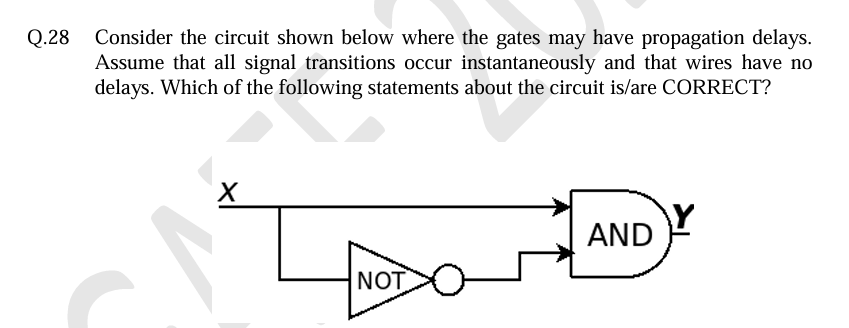 Q.28 Consider the circuit shown below where the gates may have propagation delays.
Assume that all signal transitions occur instantaneously and that wires have no
delays. Which of the following statements about the circuit is/are CORRECT?
X
AND
Y
NOT